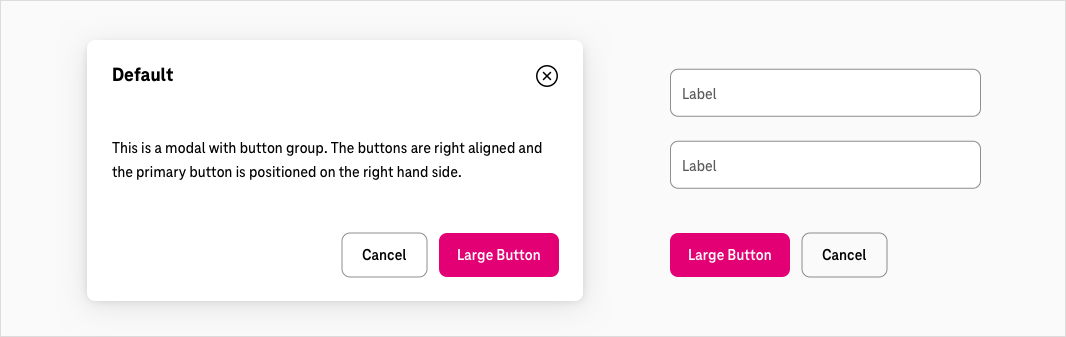 Default
This is a modal with button group. The buttons are right aligned and
the primary button is positioned on the right hand side.
Cancel
Large Button
Label
Label
Large Button
Cancel